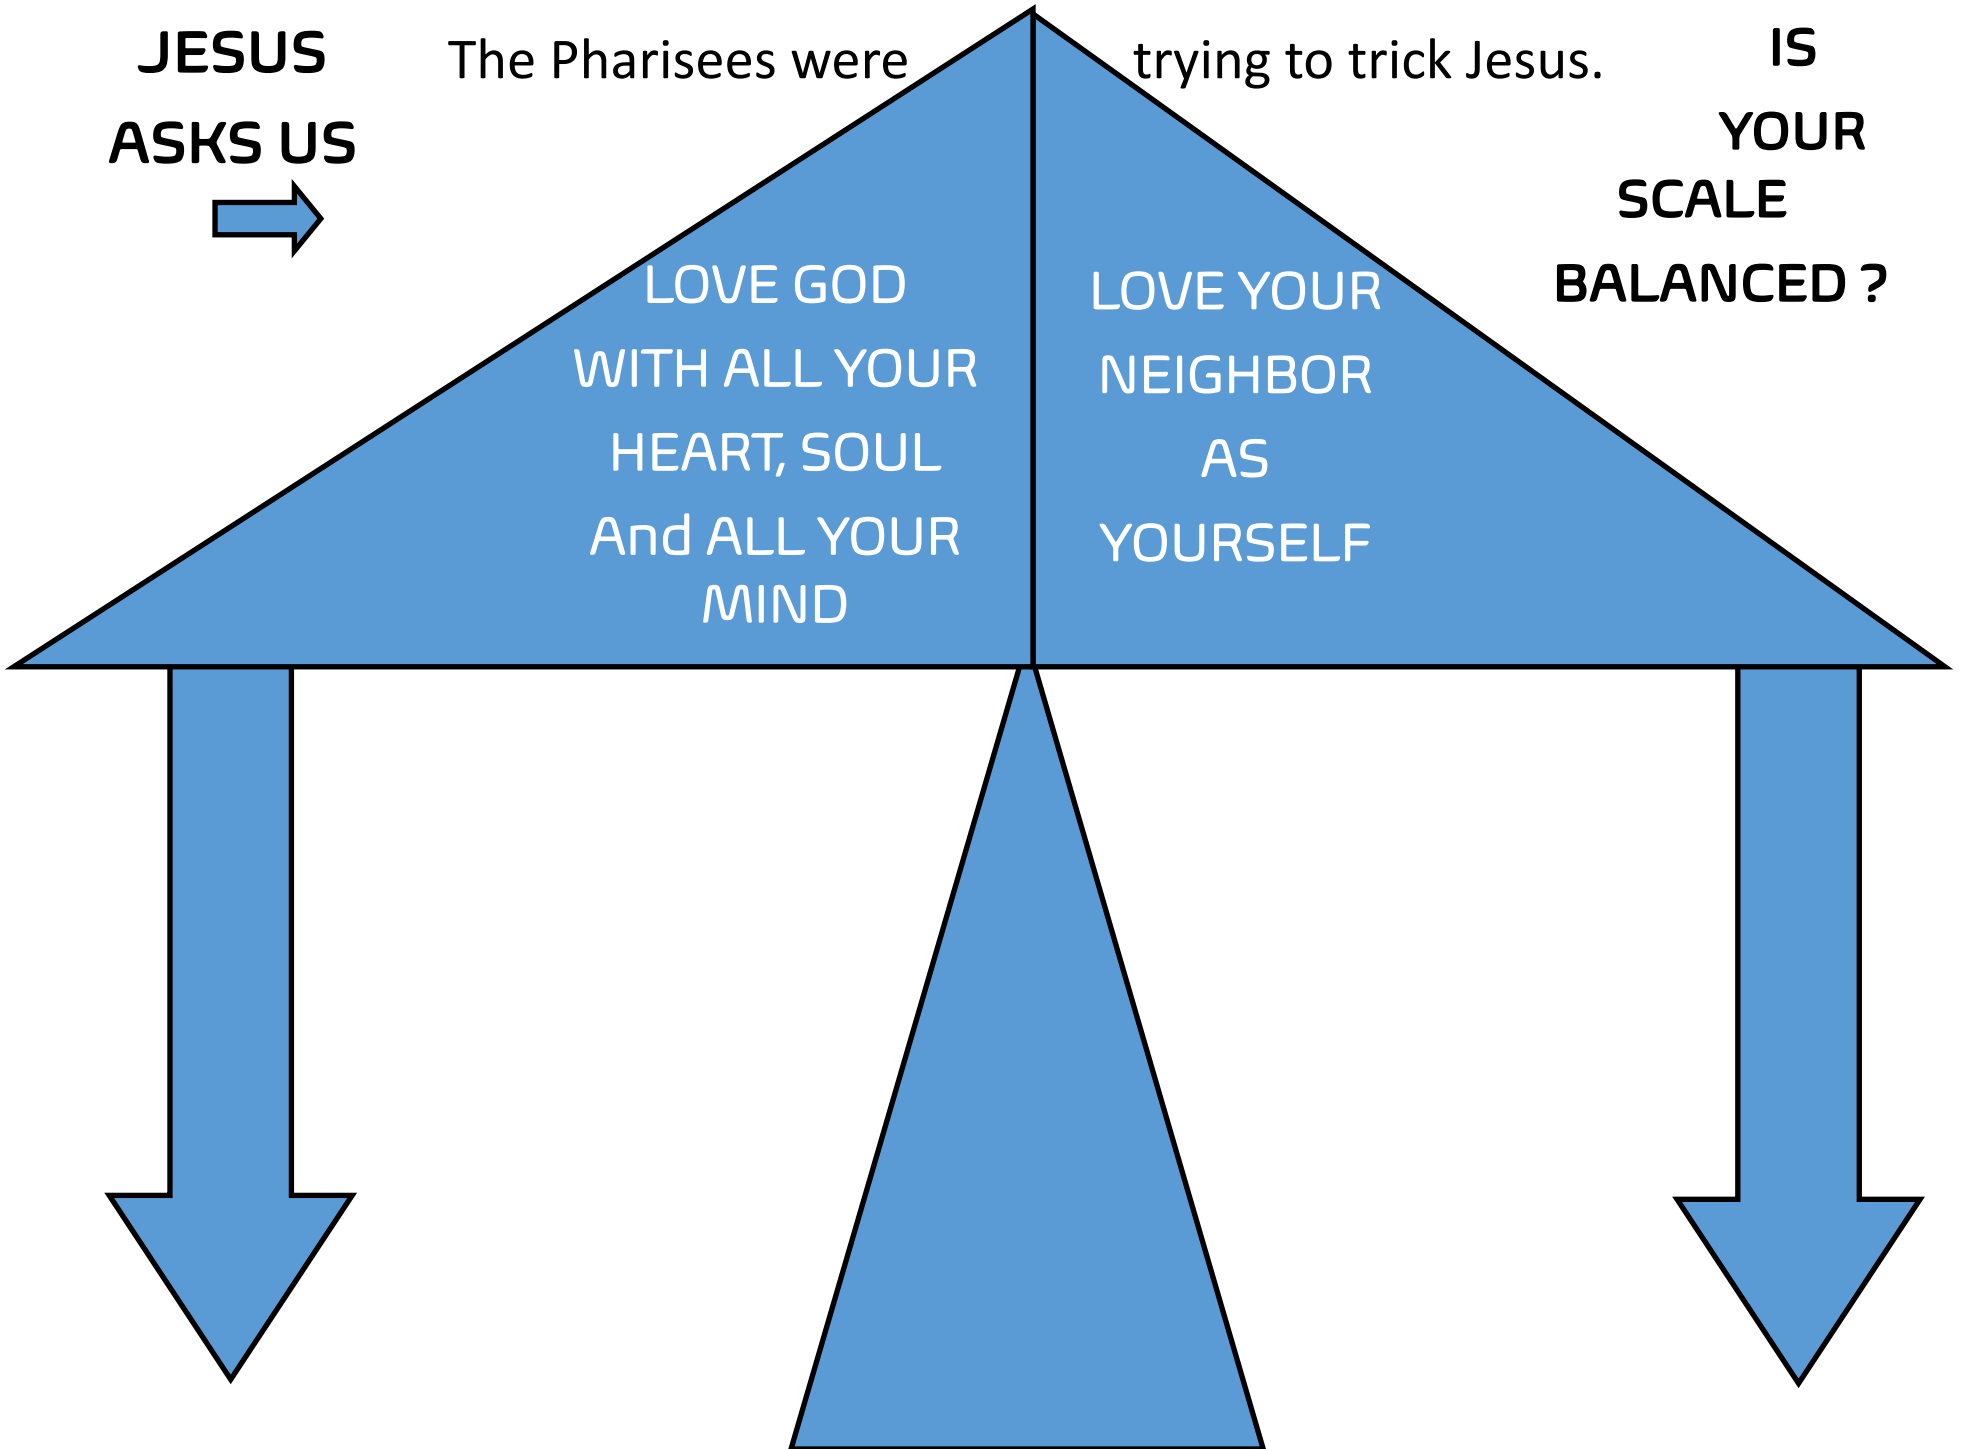 JESUS
ASKS US
The Pharisees were trying to trick Jesus.
IS
YOUR
SCALE
BALANCED ?
LOVE GOD
WITH ALL YOUR
HEART, SOUL
And ALL YOUR
MIND
LOVE YOUR
NEIGHBOR
AS
YOURSELF